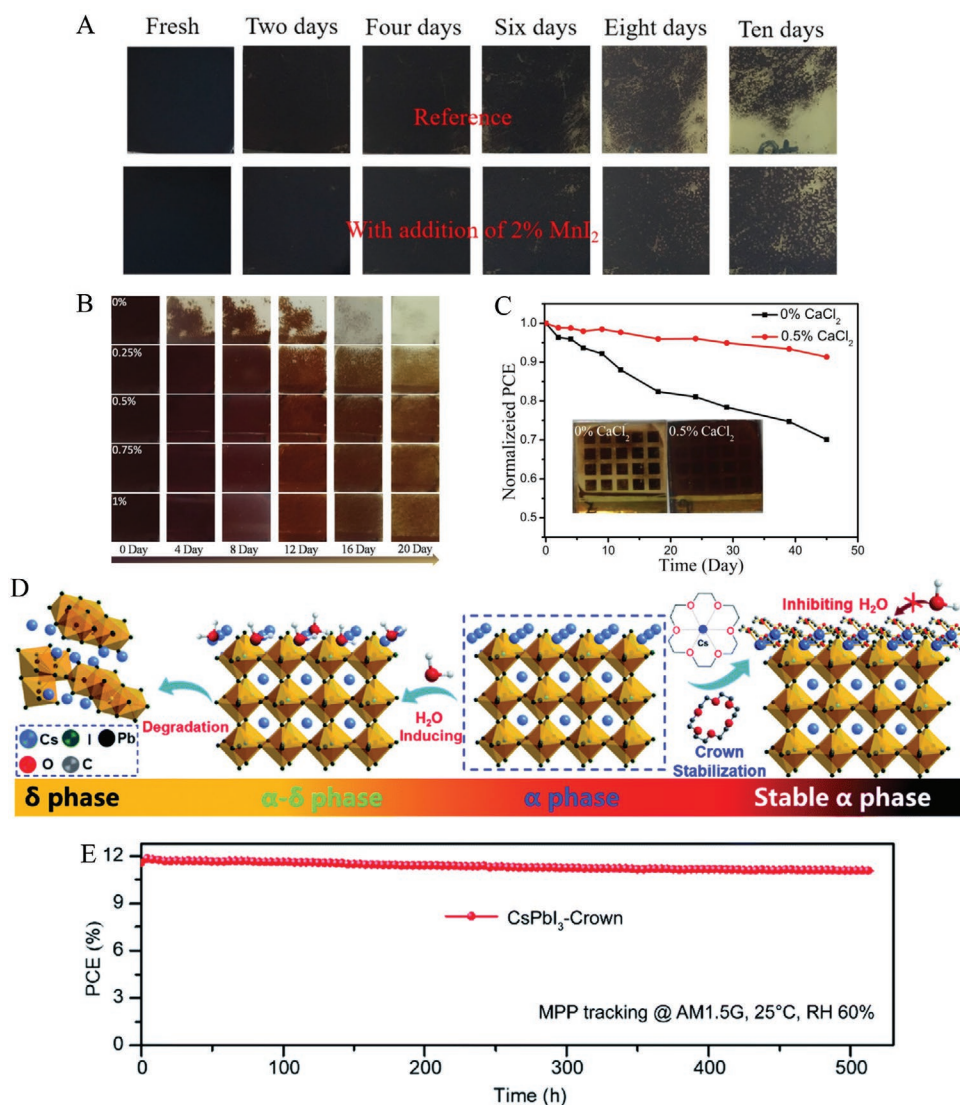 A
Fresh
Two days
Four days
Six days
Eight days
Ten days
Reference
With addition of 2% MnI2
B
0%
0.25%
0.5%
0.75%
1%
0 Day
4 Day
8 Day
12 Day
16 Day
20 Day
C
Normalizeied PCE
1.0
0.9
0.8
0.7
0.6
0.5
0% CaCl2
0.5% CaCl2
0% CaCl2
0.5% CaCl2
0
10
20
30
40
50
Time (Day)
D
Cs
Inhibiting H2O
Degradation
H2O
Inducing
Crown
Stabilization
Cs I Pb
O C
δ phase
α-δ phase
α phase
Stable α phase
E
PCE (%)
12
9
6
3
0
CsPbI3-Crown
MPP tracking @ AM1.5G, 25°C, RH 60%
0
100
200
300
400
500
Time (h)